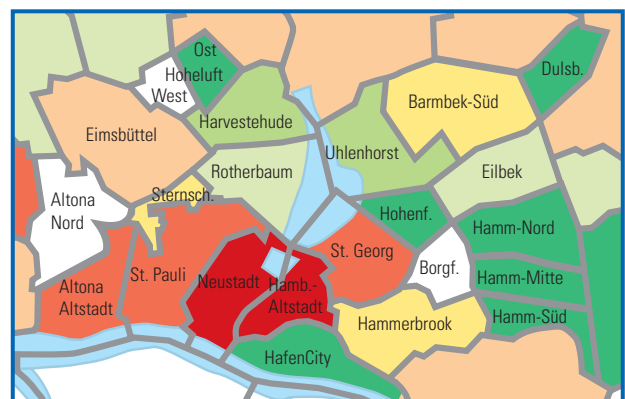 Ost
Hoheluft
West
Dulsb.
Barmbek-Süd
Harvestehude
Eimsbüttel
Uhlenhorst
Rotherbaum
Eilbek
Sternsch.
Altona
Nord
Hohenf.
Hamm-Nord
St. Georg
Borgf.
St. Pauli
Neustadt
Hamm-Mitte
Altona
Altstadt
Hamb.-
Altstadt
Hammerbrook
Hamm-Süd
HafenCity